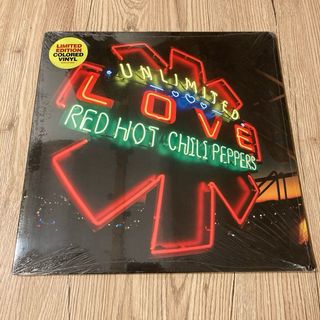 LIMITED
EDITION
COLORED
VINYL
UNLIMITED
LOVE
RED HOT CHILI PEPPERS